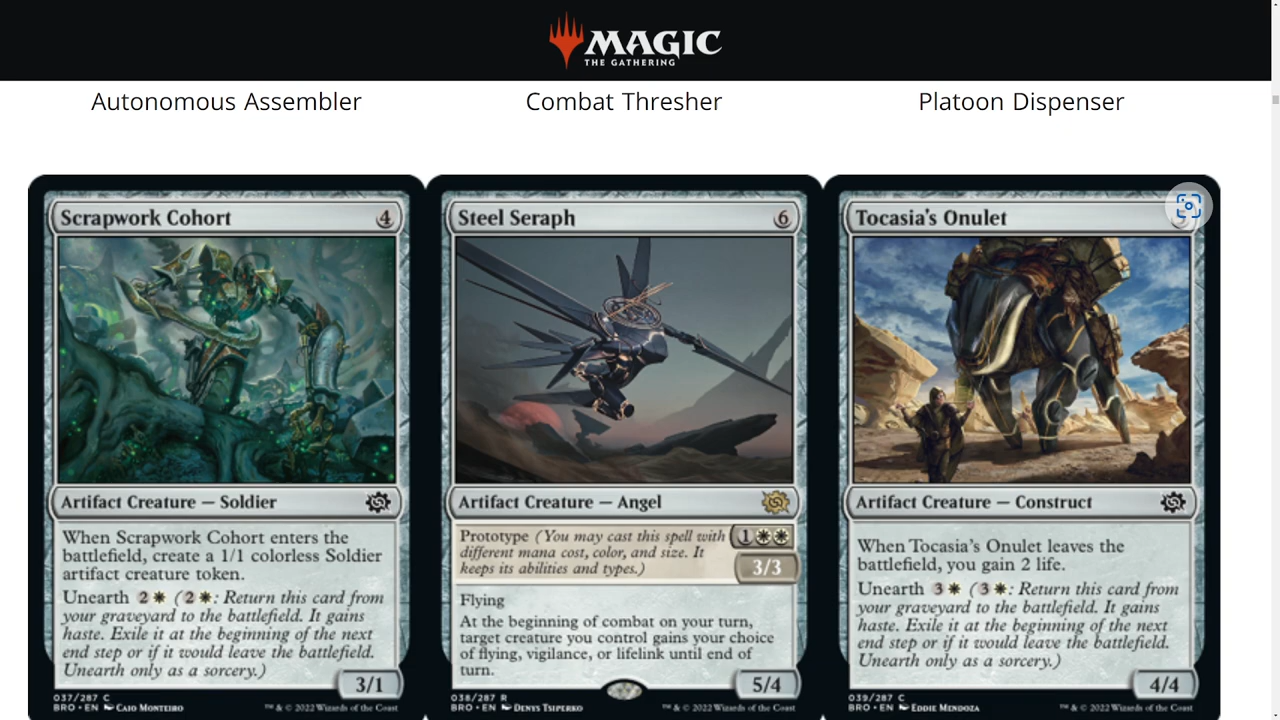 MAGIC
THE GATHERING
Autonomous Assembler
Combat Thresher
Platoon Dispenser
Scrapwork Cohort 4
Artifact Creature — Soldier
When Scrapwork Cohort enters the
battlefield, create a 1/1 colorless Soldier
artifact creature token.
Unearth 2 (2 : Return this card from
your graveyard to the battlefield. It gains
haste. Exile it at the beginning of the next
end step or if it would leave the battlefield.
Unearth only as a sorcery.)
3/1
037/287 C
BRO • EN CAIO MONTEIRO
™ & © 2022 Wizards of the Coast
Steel Seraph 6
Artifact Creature — Angel
Prototype (You may cast this spell with
different mana cost, color, and size. It
keeps its abilities and types.)
1
3/3
Flying
At the beginning of combat on your turn,
target creature you control gains your choice
of flying, vigilance, or lifelink until end of
turn.
5/4
038/287 R
BRO • EN DENYS TSIPERKO
™ & © 2022 Wizards of the Coast
Tocasia's Onulet
Artifact Creature — Construct
When Tocasia's Onulet leaves the
battlefield, you gain 2 life.
Unearth 3 (3 : Return this card from
your graveyard to the battlefield. It gains
haste. Exile it at the beginning of the next
end step or if it would leave the battlefield.
Unearth only as a sorcery.)
4/4
039/287 C
BRO • EN EDDIE MENDOZA
™ & © 2022 Wizards of the Coast